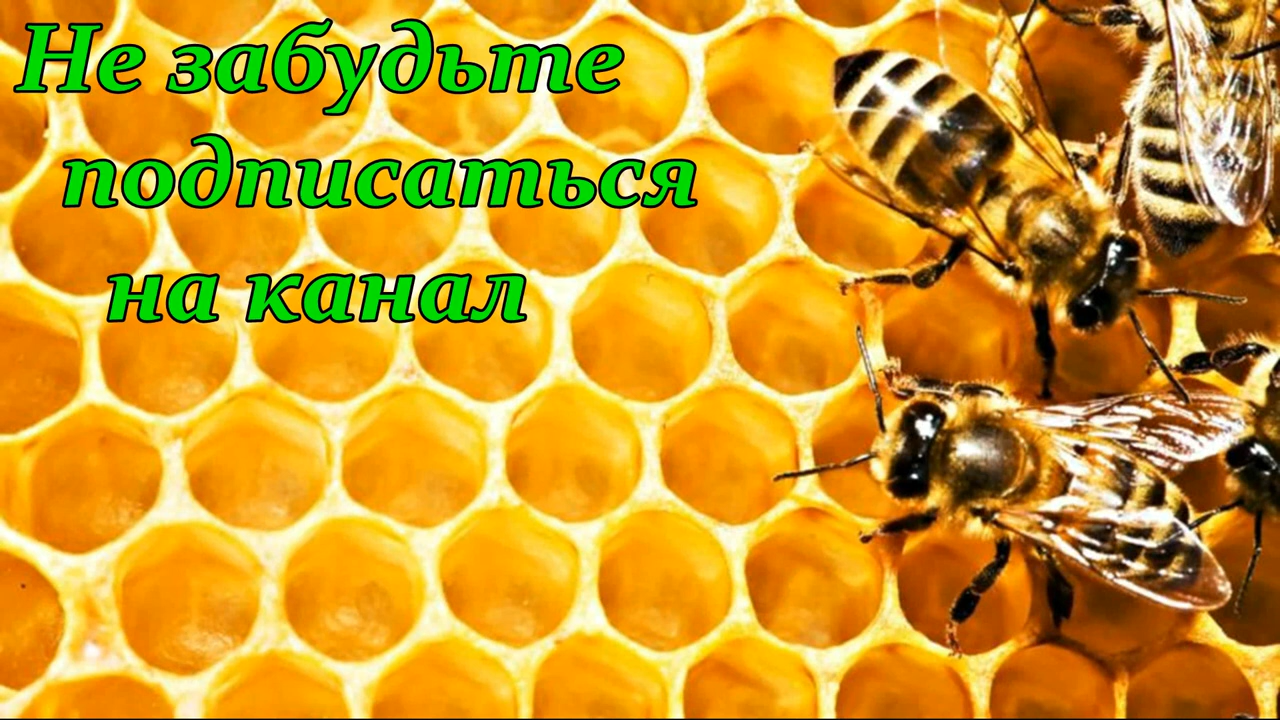 Не забудьте
подписаться
на канал